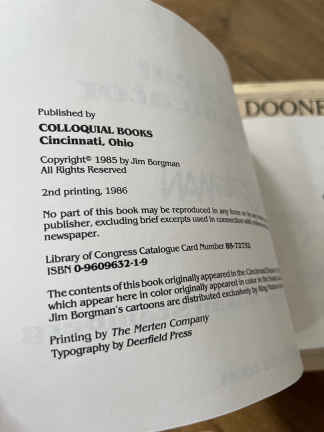 Published by
COLLOQUIAL BOOKS
Cincinnati, Ohio
Copyright© 1985 by Jim Borgman
All Rights Reserved
2nd printing, 1986
No part of this book may be reproduced in any form or
publisher, excluding brief excerpts used in connection with
newspaper.
Library of Congress Catalogue Card Number 85-72732
ISBN 0-9609632-1-9
The contents of this book originally appeared in the Cincinnati
which appear here in color originally appeared in color in the
Jim Borgman's cartoons are distributed exclusively by King
Printing by The Merten Company
Typography by Deerfield Press
DOONE